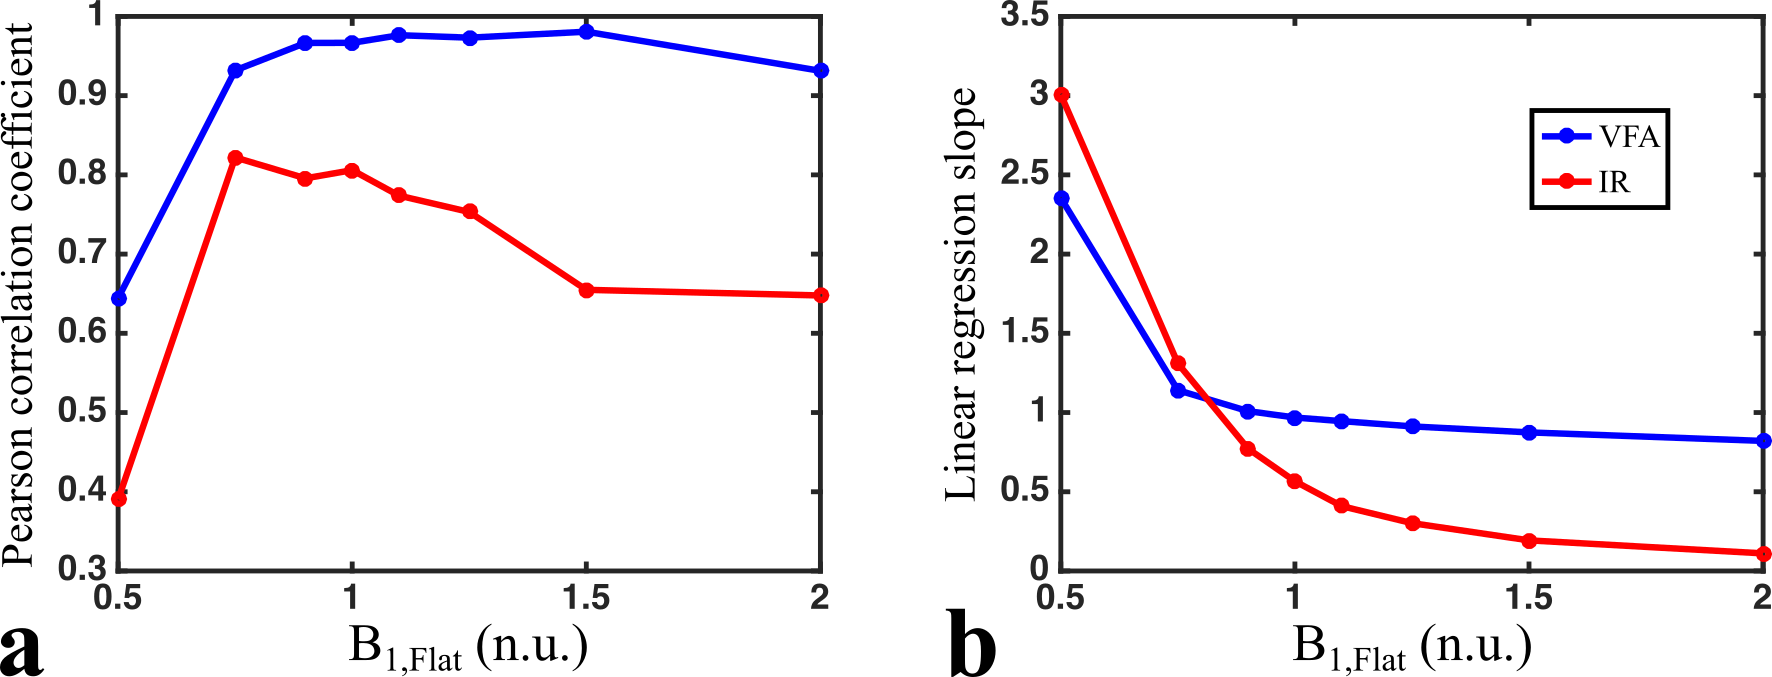 Pearson correlation coefficient
1
0.9
0.8
0.7
0.6
0.5
0.4
0.3
0.5 1 1.5 2
B1,Flat (n.u.)
a
Linear regression slope
3.5
3
2.5
2
1.5
1
0.5
0
0.5 1 1.5 2
B1,Flat (n.u.)
b
VFA
IR